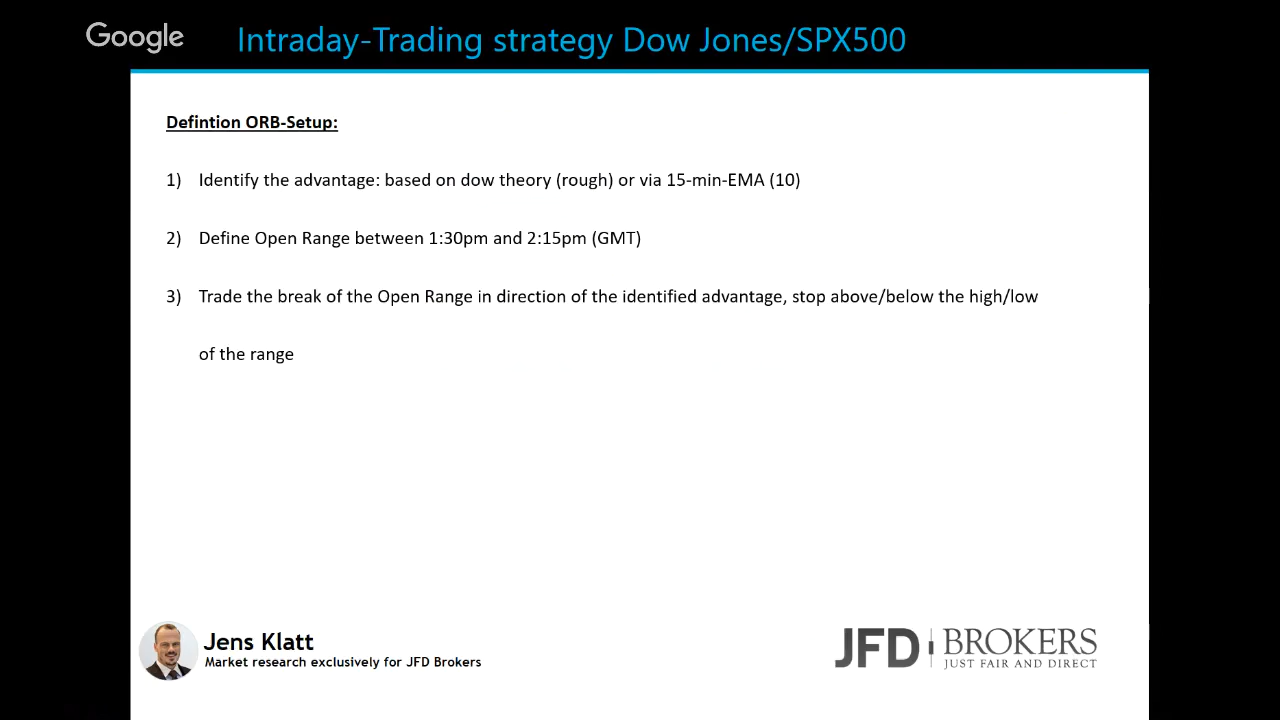 Google
Intraday-Trading strategy Dow Jones/SPX500
Defintion ORB-Setup:
1) Identify the advantage: based on dow theory (rough) or via 15-min-EMA (10)
2) Define Open Range between 1:30pm and 2:15pm (GMT)
3) Trade the break of the Open Range in direction of the identified advantage, stop above/below the high/low
of the range
Jens Klatt
Market research exclusively for JFD Brokers
JFD BROKERS
JUST FAIR AND DIRECT